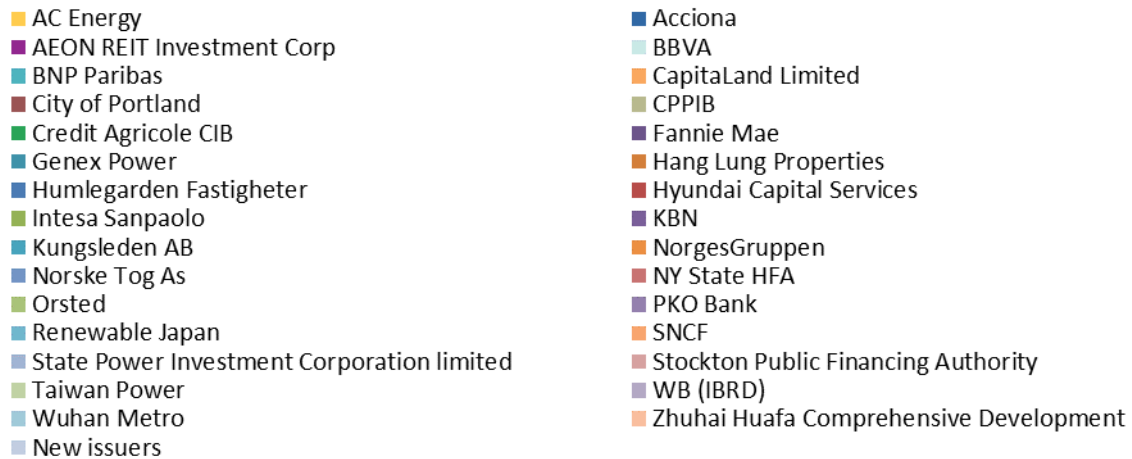 AC Energy
Acciona
AEON REIT Investment Corp
BBVA
BNP Paribas
CapitaLand Limited
City of Portland
CPPIB
Credit Agricole CIB
Fannie Mae
Genex Power
Hang Lung Properties
Humlegarden Fastigheter
Hyundai Capital Services
Intesa Sanpaolo
KBN
Kungsleden AB
NorgesGruppen
Norske Tog As
NY State HFA
Orsted
PKO Bank
Renewable Japan
SNCF
State Power Investment Corporation limited
Stockton Public Financing Authority
Taiwan Power
WB (IBRD)
Wuhan Metro
Zhuhai Huafa Comprehensive Development
New issuers